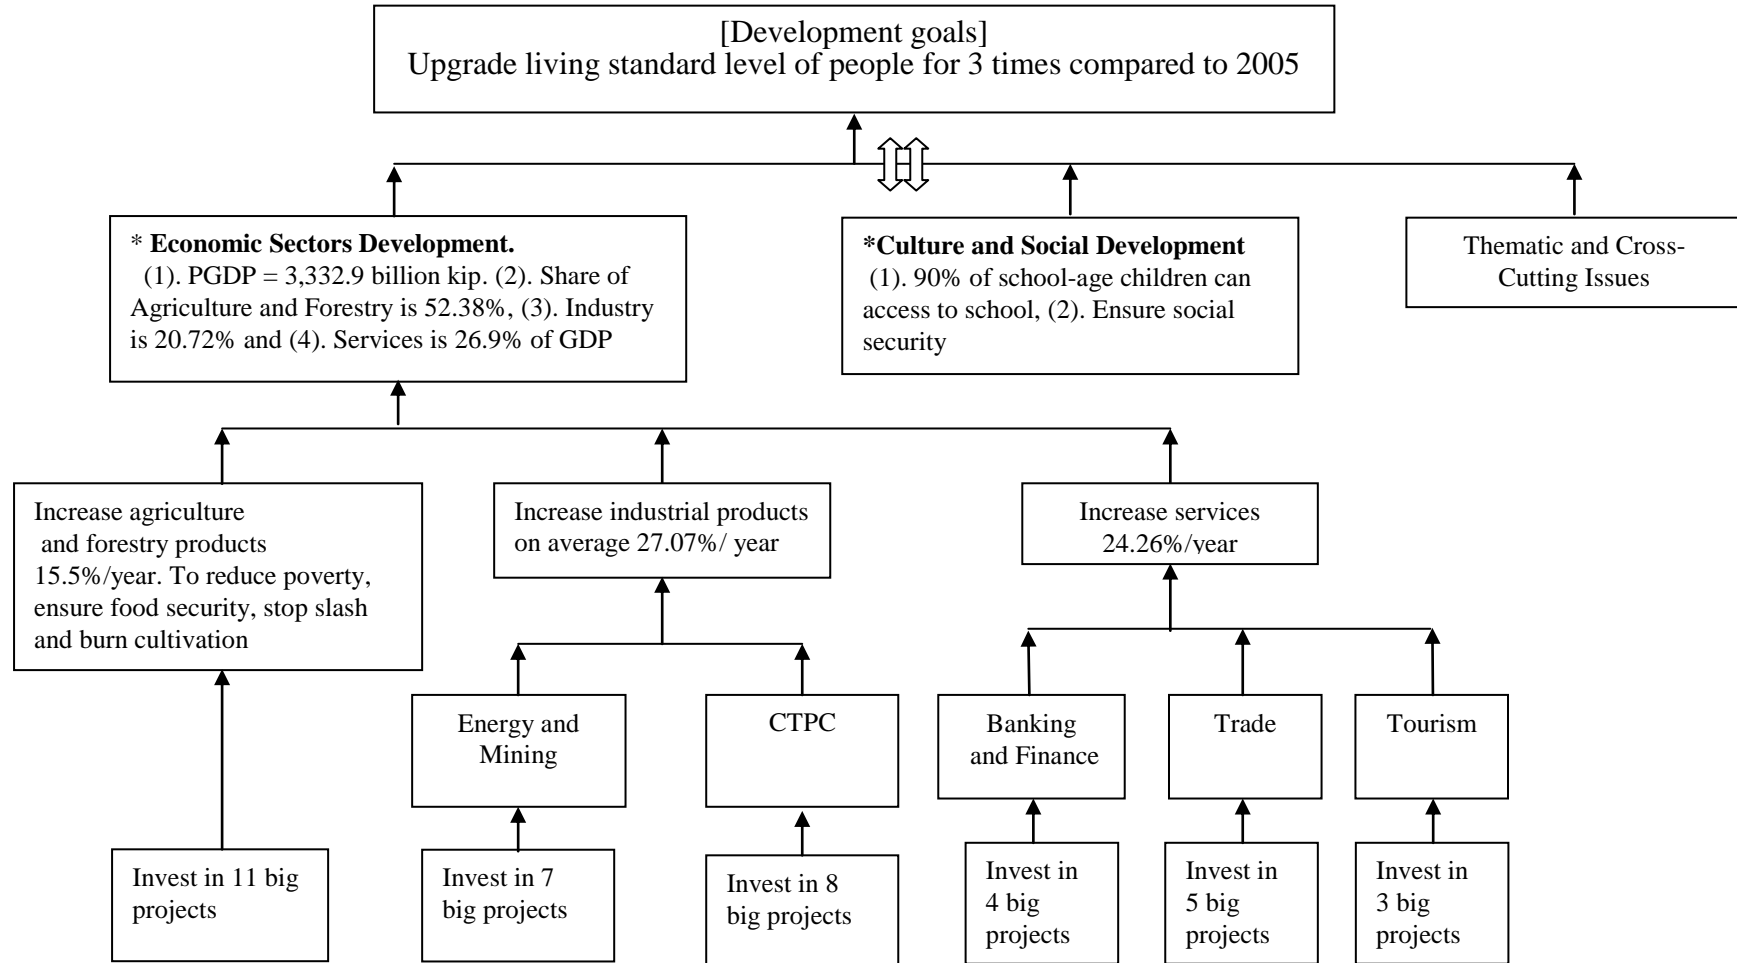 [Development goals]
Upgrade living standard level of people for 3 times compared to 2005
* Economic Sectors Development.
(1). PGDP = 3,332.9 billion kip. (2). Share of
Agriculture and Forestry is 52.38%, (3). Industry
is 20.72% and (4). Services is 26.9% of GDP
*Culture and Social Development
(1). 90% of school-age children can
access to school, (2). Ensure social
security
Thematic and Cross-
Cutting Issues
Increase agriculture
and forestry products
15.5%/year. To reduce poverty,
ensure food security, stop slash
and burn cultivation
Increase industrial products
on average 27.07%/ year
Increase services
24.26%/year
Energy and
Mining
CTPC
Banking
and Finance
Trade
Tourism
Invest in 11 big
projects
Invest in 7
big projects
Invest in 8
big projects
Invest in
4 big
projects
Invest in
5 big
projects
Invest in
3 big
projects